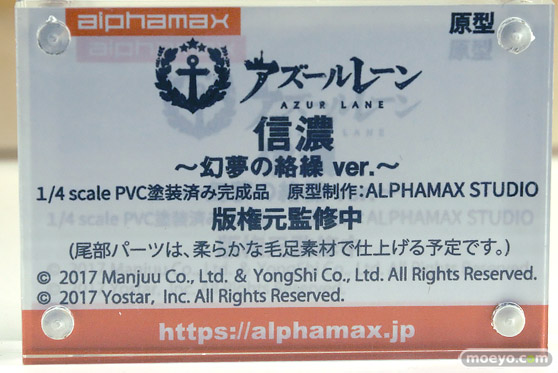 alphamax
原型
アズールレーン
AZUR LANE
信濃
～幻夢の絡繰 ver.～
1/4 scale PVC塗装済み完成品　原型制作：ALPHAMAX STUDIO
版権元監修中
(尾部パーツは、柔らかな毛足素材で仕上げる予定です。)
© 2017 Manjuu Co., Ltd. & YongShi Co., Ltd. All Rights Reserved.
© 2017 Yostar, Inc. All Rights Reserved.
https://alphamax.jp
moeyo.com